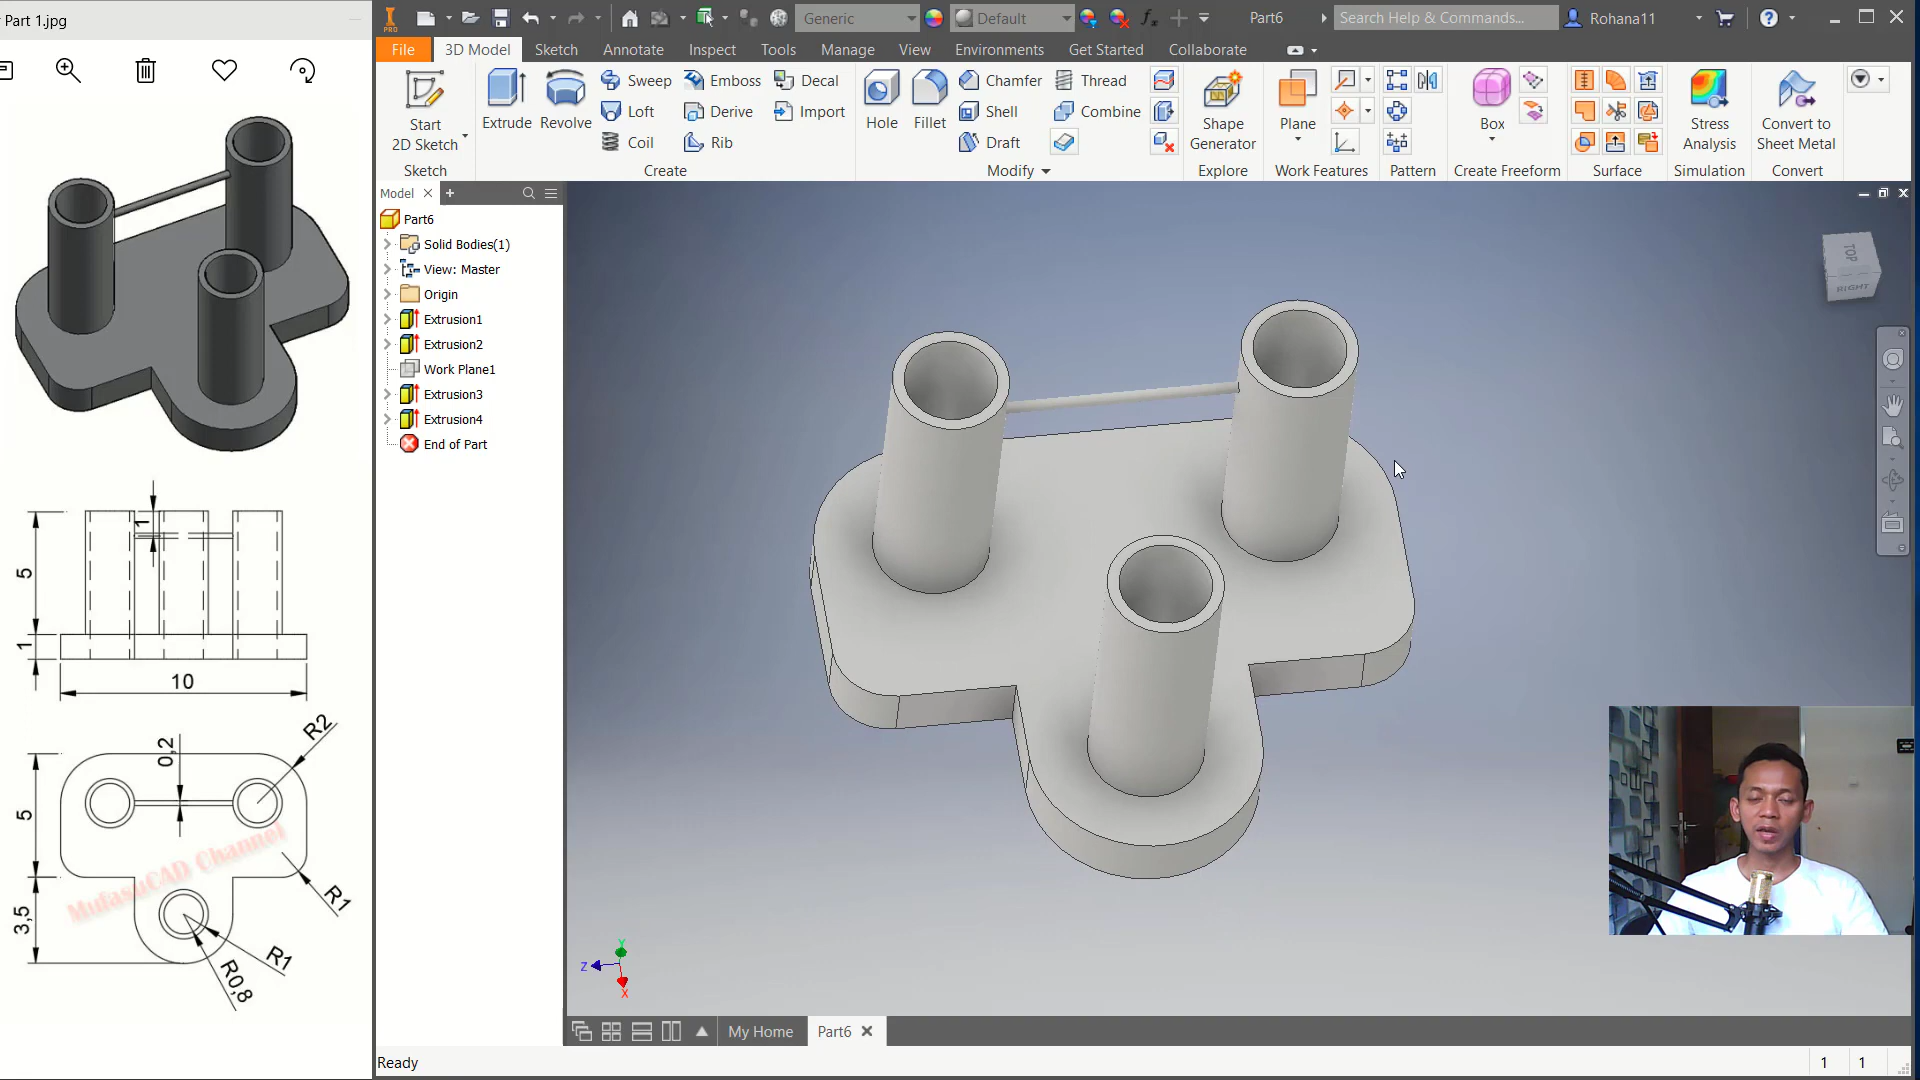 Part 1.jpg
1
5
1
10
R2
0,2
5
3,5
R1
R1
R0,8
MufasuCAD Channel
PRO
Generic
Default
Part6
Search Help & Commands...
Rohana11
File
3D Model
Sketch
Annotate
Inspect
Tools
Manage
View
Environments
Get Started
Collaborate
Start
2D Sketch
Extrude
Revolve
Sweep
Loft
Coil
Emboss
Derive
Rib
Decal
Import
Hole
Fillet
Chamfer
Shell
Draft
Thread
Combine
Shape
Generator
Plane
Box
Stress
Analysis
Convert to
Sheet Metal
Sketch
Create
Modify
Explore
Work Features
Pattern
Create Freeform
Surface
Simulation
Convert
Model
Part6
Solid Bodies(1)
View: Master
Origin
Extrusion1
Extrusion2
Work Plane1
Extrusion3
Extrusion4
End of Part
TOP
RIGHT
Y
Z
X
My Home
Part6
Ready
1
1